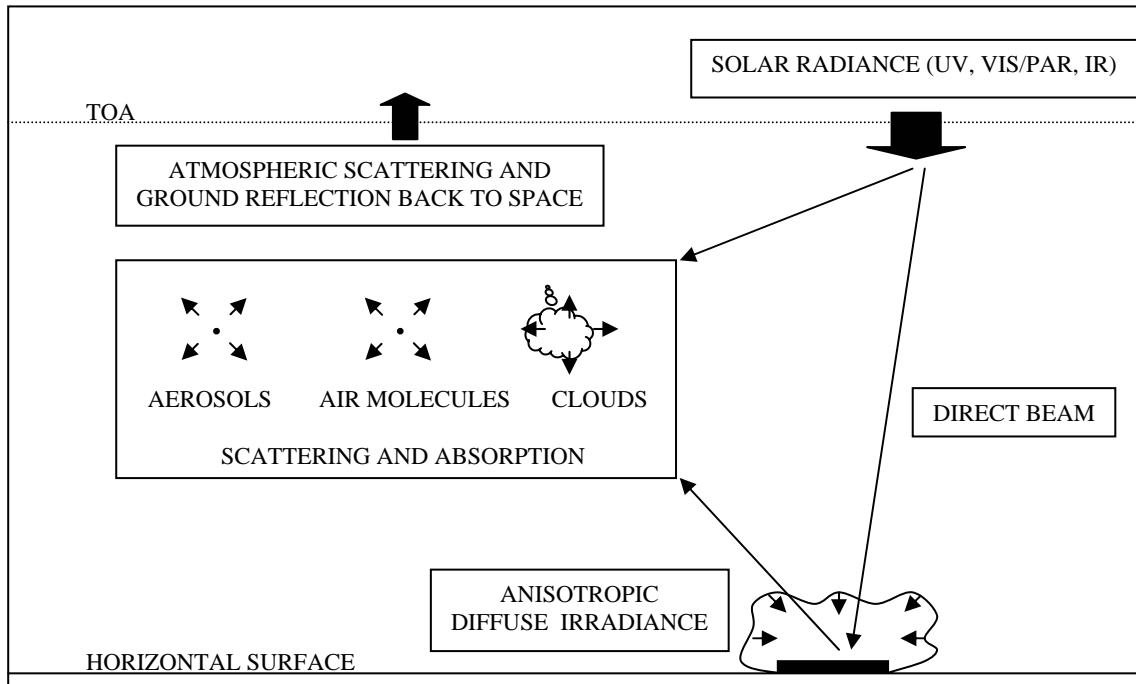 SOLAR RADIANCE (UV, VIS/PAR, IR)
TOA
ATMOSPHERIC SCATTERING AND
GROUND REFLECTION BACK TO SPACE
AEROSOLS
AIR MOLECULES
CLOUDS
SCATTERING AND ABSORPTION
DIRECT BEAM
ANISOTROPIC
DIFFUSE IRRADIANCE
HORIZONTAL SURFACE